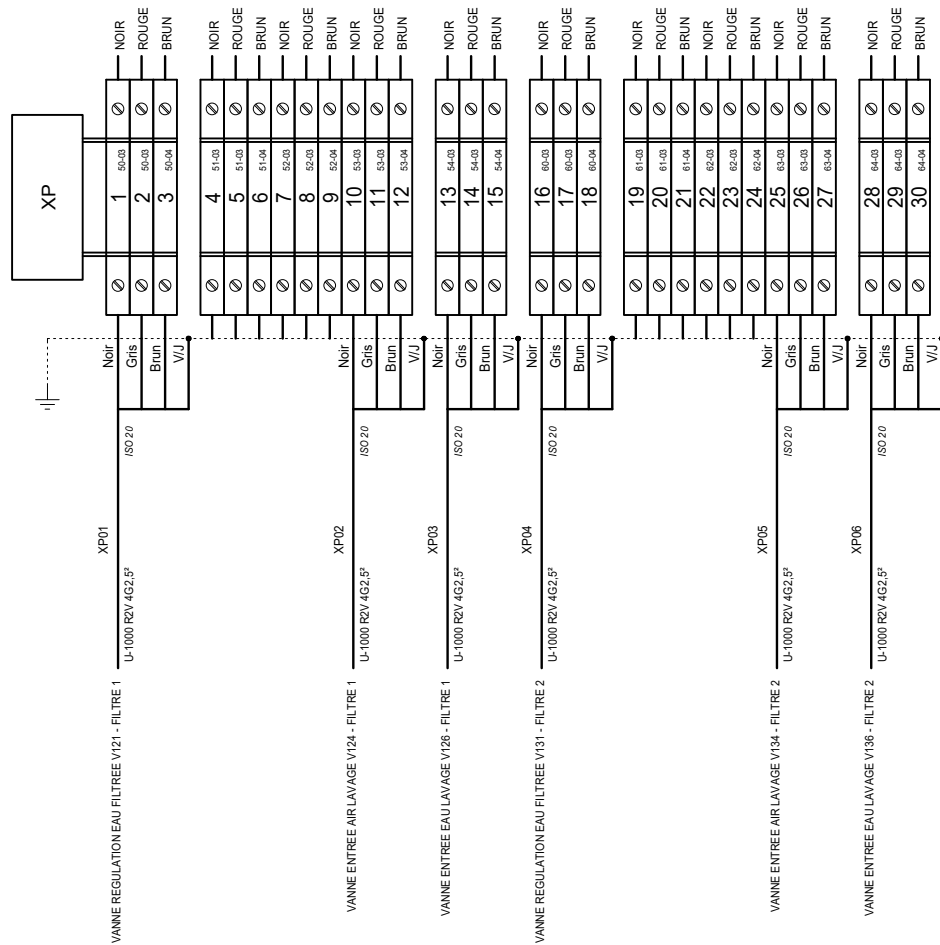 XP
1 50-03 NOIR
2 50-03 ROUGE
3 50-04 BRUN
4 51-03 NOIR
5 51-03 ROUGE
6 51-04 BRUN
7 52-03 NOIR
8 52-03 ROUGE
9 52-04 BRUN
10 53-03 NOIR
11 53-03 ROUGE
12 53-04 BRUN
13 54-03 NOIR
14 54-03 ROUGE
15 54-04 BRUN
16 60-03 NOIR
17 60-03 ROUGE
18 60-04 BRUN
19 61-03 NOIR
20 61-03 ROUGE
21 61-04 BRUN
22 62-03 NOIR
23 62-03 ROUGE
24 62-04 BRUN
25 63-03 NOIR
26 63-03 ROUGE
27 63-04 BRUN
28 64-03 NOIR
29 64-03 ROUGE
30 64-04 BRUN
VANNE REGULATION EAU FILTREE V121 - FILTRE 1
XP01
U-1000 R2V 4G2,5²
ISO 20
Noir
Gris
Brun
V/J
VANNE ENTREE AIR LAVAGE V124 - FILTRE 1
XP02
U-1000 R2V 4G2,5²
ISO 20
Noir
Gris
Brun
V/J
VANNE ENTREE EAU LAVAGE V126 - FILTRE 1
XP03
U-1000 R2V 4G2,5²
ISO 20
Noir
Gris
Brun
V/J
VANNE REGULATION EAU FILTREE V131 - FILTRE 2
XP04
U-1000 R2V 4G2,5²
ISO 20
Noir
Gris
Brun
V/J
VANNE ENTREE AIR LAVAGE V134 - FILTRE 2
XP05
U-1000 R2V 4G2,5²
ISO 20
Noir
Gris
Brun
V/J
VANNE ENTREE EAU LAVAGE V136 - FILTRE 2
XP06
U-1000 R2V 4G2,5²
ISO 20
Noir
Gris
Brun
V/J